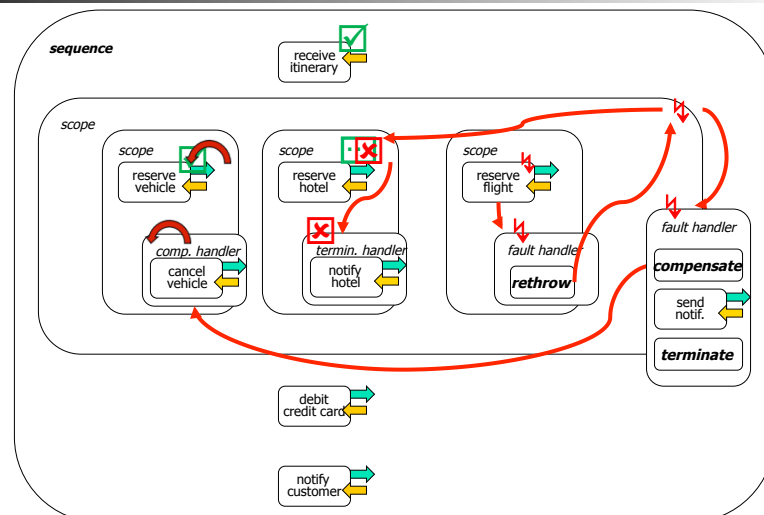 sequence
receive
itinerary
scope
scope
reserve
vehicle
comp. handler
cancel
vehicle
scope
reserve
hotel
termin. handler
notify
hotel
scope
reserve
flight
fault handler
rethrow
fault handler
compensate
send
notif.
terminate
debit
credit card
notify
customer